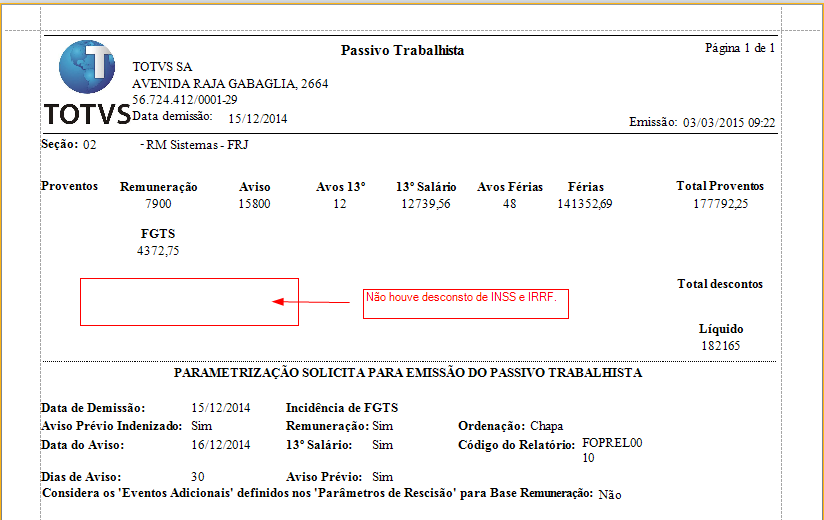 Passivo Trabalhista
Página 1 de 1
TOTVS
TOTVS SA
AVENIDA RAJA GABAGLIA, 2664
56.724.412/0001-29
Data demissão: 15/12/2014
Emissão: 03/03/2015 09:22
Seção: 02 - RM Sistemas - FRJ
Proventos Remuneração Aviso Avos 13º 13º Salário Avos Férias Férias Total Proventos
7900 15800 12 12739,56 48 141352,69 177792,25
FGTS
4372,75
Total descontos
Não houve desconsto de INSS e IRRF.
Líquido
182165
PARAMETRIZAÇÃO SOLICITA PARA EMISSÃO DO PASSIVO TRABALHISTA
Data de Demissão: 15/12/2014 Incidência de FGTS
Aviso Prévio Indenizado: Sim Remuneração: Sim Ordenação: Chapa
Data do Aviso: 16/12/2014 13º Salário: Sim Código do Relatório: FOPREL00
10
Dias de Aviso: 30 Aviso Prévio: Sim
Considera os 'Eventos Adicionais' definidos nos 'Parâmetros de Rescisão' para Base Remuneração: Não